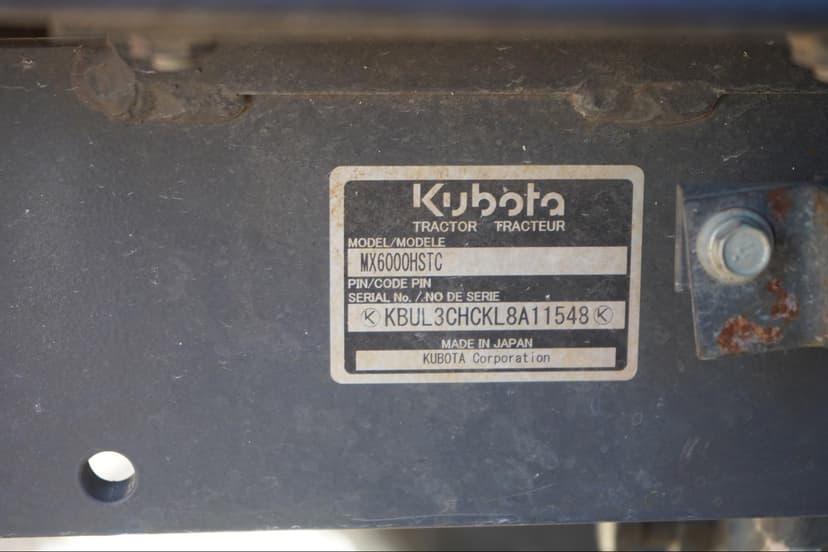 Kubota
TRACTOR TRACTEUR
MODEL/MODELE
MX6000HSTC
PIN/CODE PIN
SERIAL No./NO DE SERIE
KBUL3CHCKL8A11548
MADE IN JAPAN
KUBOTA Corporation